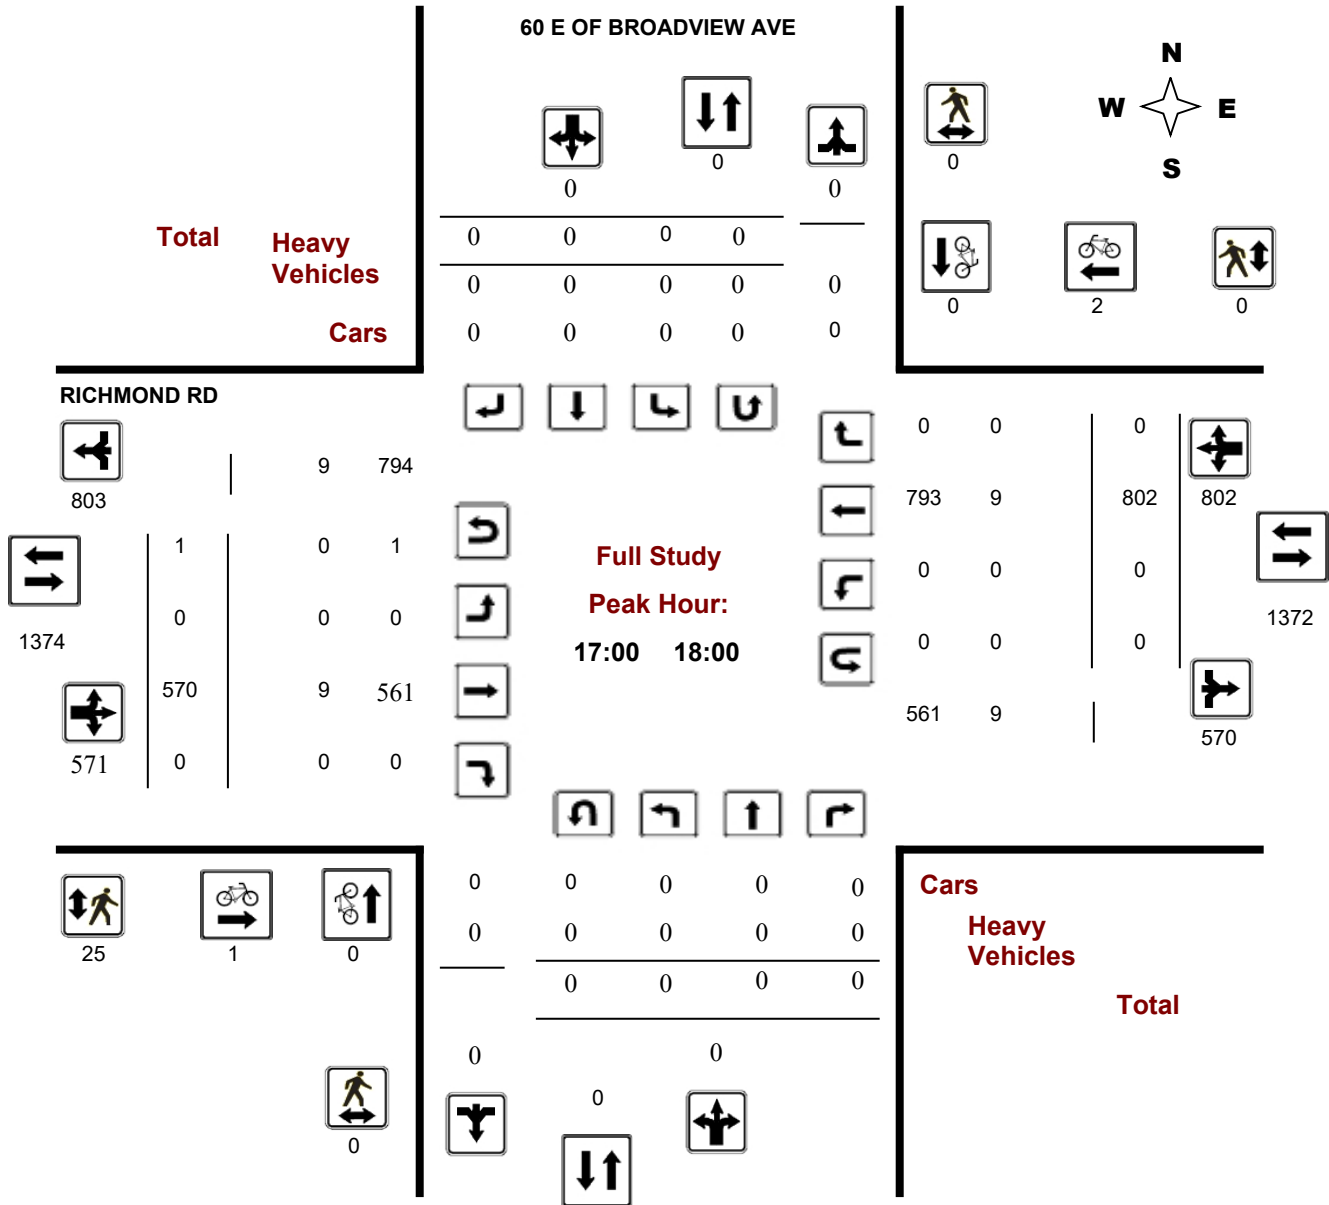 60 E OF BROADVIEW AVE
N
W E
S
0
0
0 0
0 0 0 0
Total Heavy
Vehicles
0 0 0 0 0
0 2 0
Cars
0 0 0 0 0
RICHMOND RD
0 0 0
9 794
803
793 9 802 802
1 0 1
Full Study
0 0 0
0 0 0
Peak Hour:
1374
1372
17:00 18:00
0 0 0
570 9 561
561 9
570
571 0 0 0
0 0 0 0 0
Cars
25 1 0
0 0 0 0 0
Heavy
Vehicles
0 0 0 0
Total
0 0
0
0